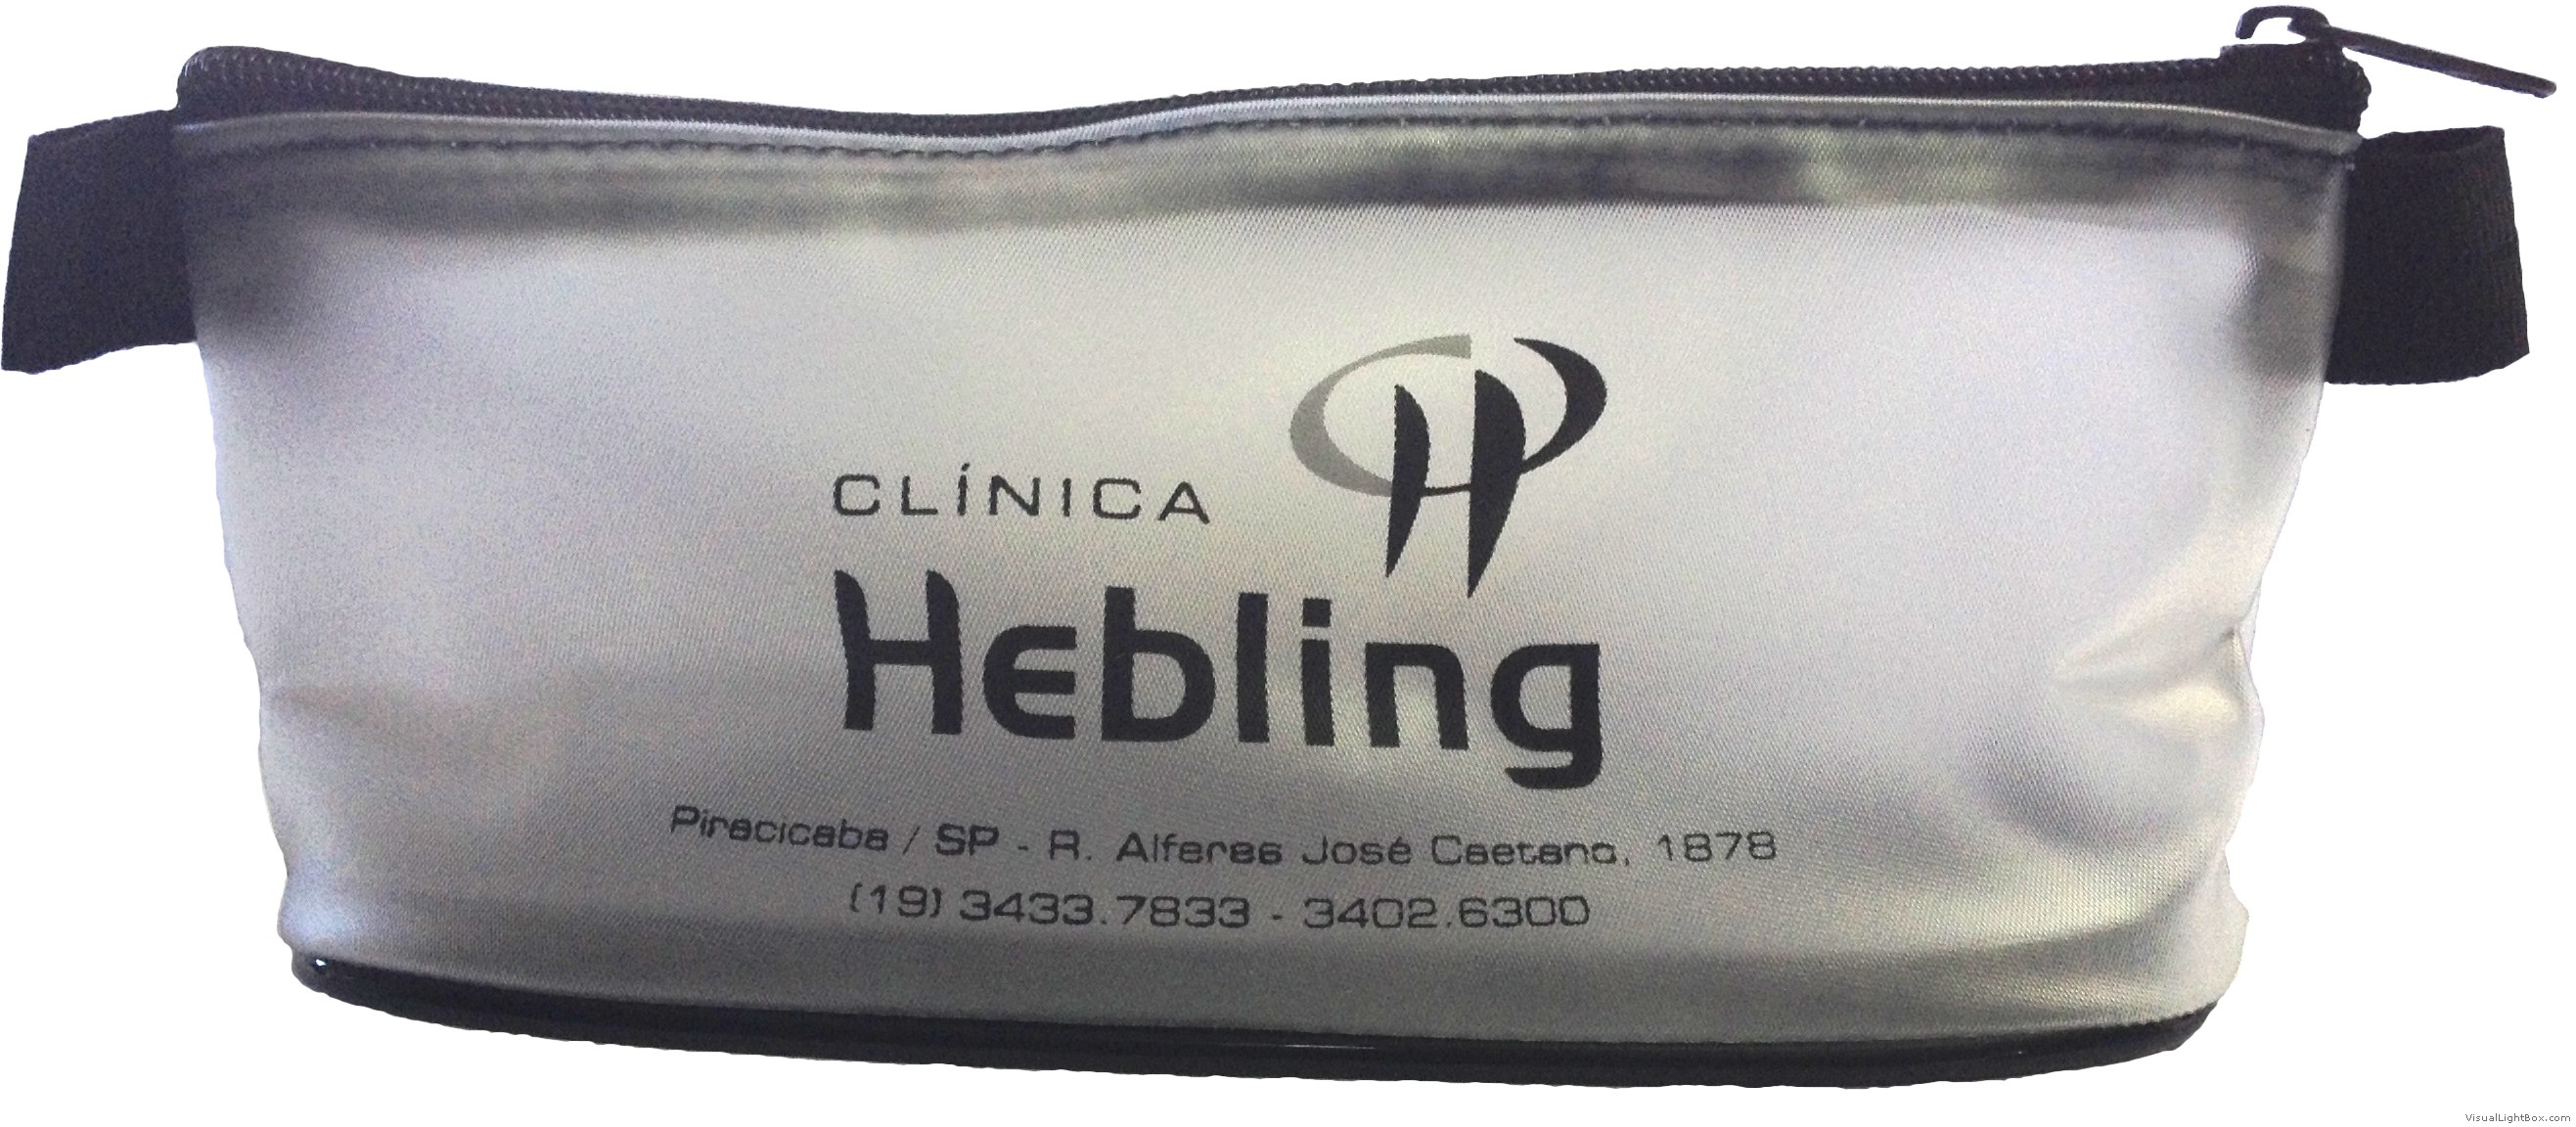 CLÍNICA
Hebling
Piracicaba / SP - R. Alferes José Caetano, 1878
(19) 3433.7833 - 3402.6300
VisualLightBox.com